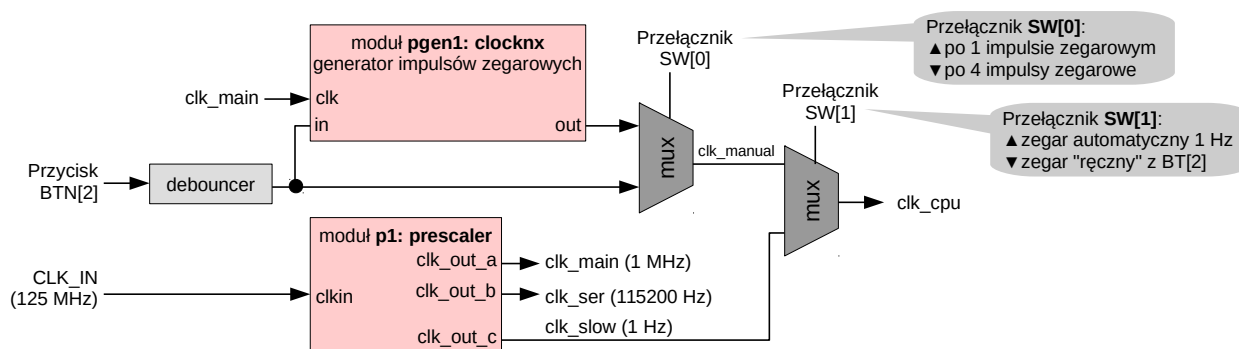 moduł pgen1: clocknx
generator impulsów zegarowych
clk_main
clk
in
out
Przycisk
BTN[2]
debouncer
Przełącznik
SW[0]
mux
clk_manual
Przełącznik
SW[1]
mux
clk_cpu
Przełącznik SW[0]:
▲po 1 impulsie zegarowym
▼po 4 impulsy zegarowe
Przełącznik SW[1]:
▲zegar automatyczny 1 Hz
▼zegar "ręczny" z BT[2]
moduł p1: prescaler
CLK_IN
(125 MHz)
clkin
clk_out_a
clk_out_b
clk_out_c
clk_main (1 MHz)
clk_ser (115200 Hz)
clk_slow (1 Hz)